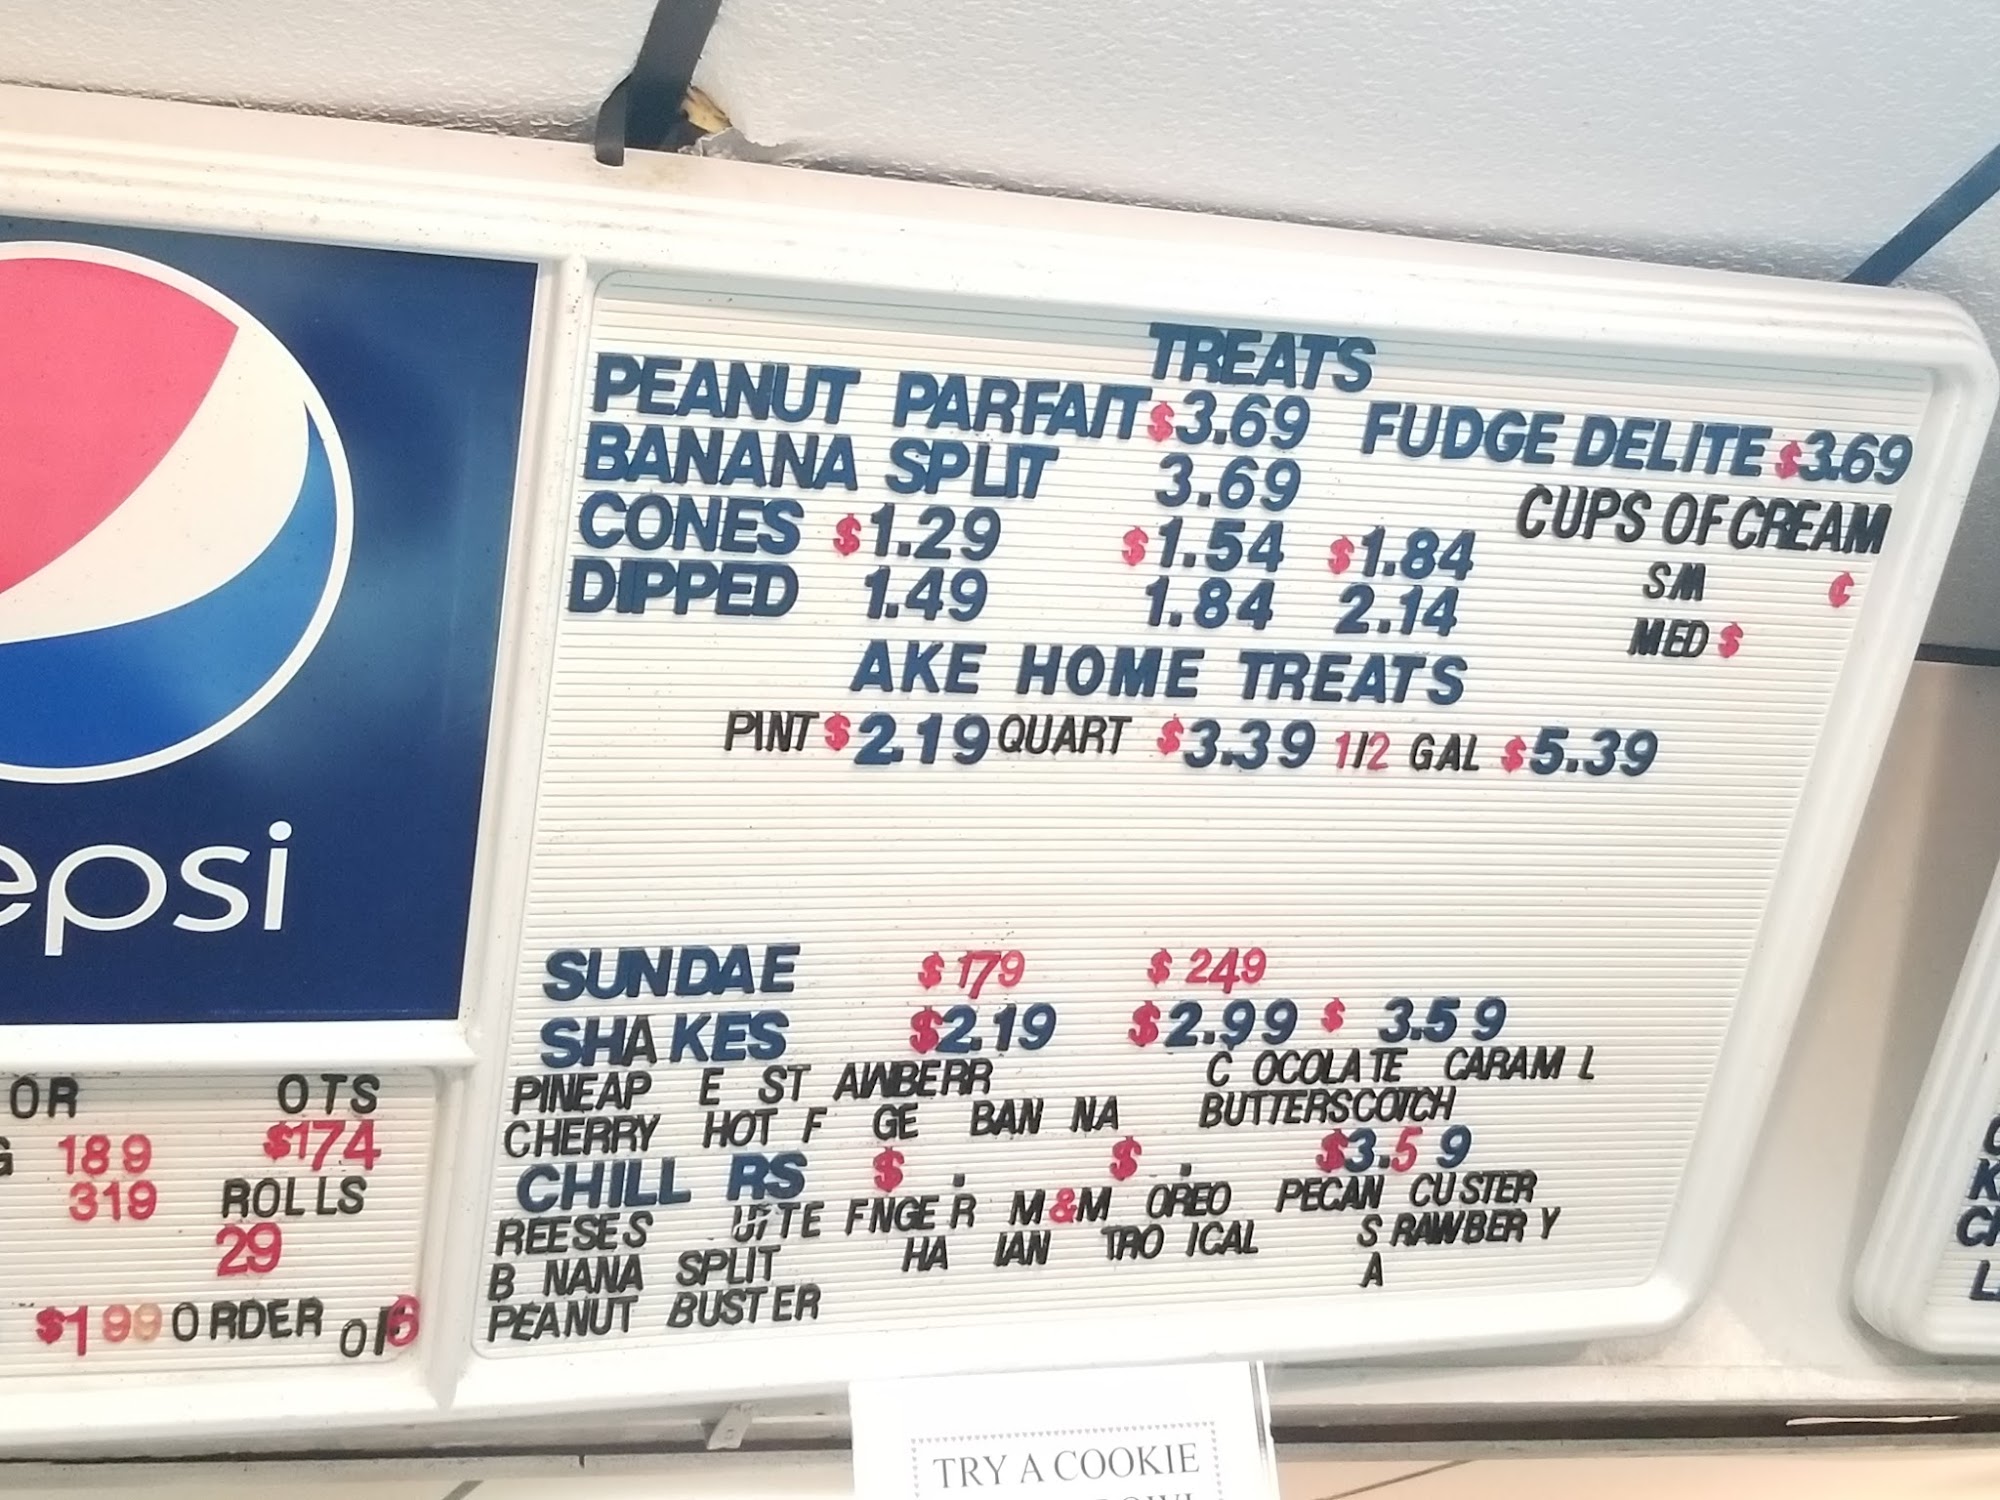 epsi
TREATS
PEANUT PARFAIT $3.69 FUDGE DELITE $3.69
BANANA SPLIT 3.69
CUPS OF CREAM
CONES $1.29 $1.54 $1.84
SM ¢
DIPPED 1.49 1.84 2.14
MED $
AKE HOME TREATS
PINT $2.19 QUART $3.39 1/2 GAL $5.39
SUNDAE $179 $249
SHAKES $2.19 $2.99 $3.59
PINEAP E ST AWBERR C OCOLATE CARAM L
CHERRY HOT F GE BAN NA BUTTERSCOTCH
CHILL RS $ . $ . $3.59
REESES TE FNGE R M&M OREO PECAN CUSTER
B NANA SPLIT HA IAN TRO ICAL S RAWBER Y
PEANUT BUSTER A
OR OTS
G 189 $174
319 ROLLS
29
$199 ORDER of 6
TRY A COOKIE